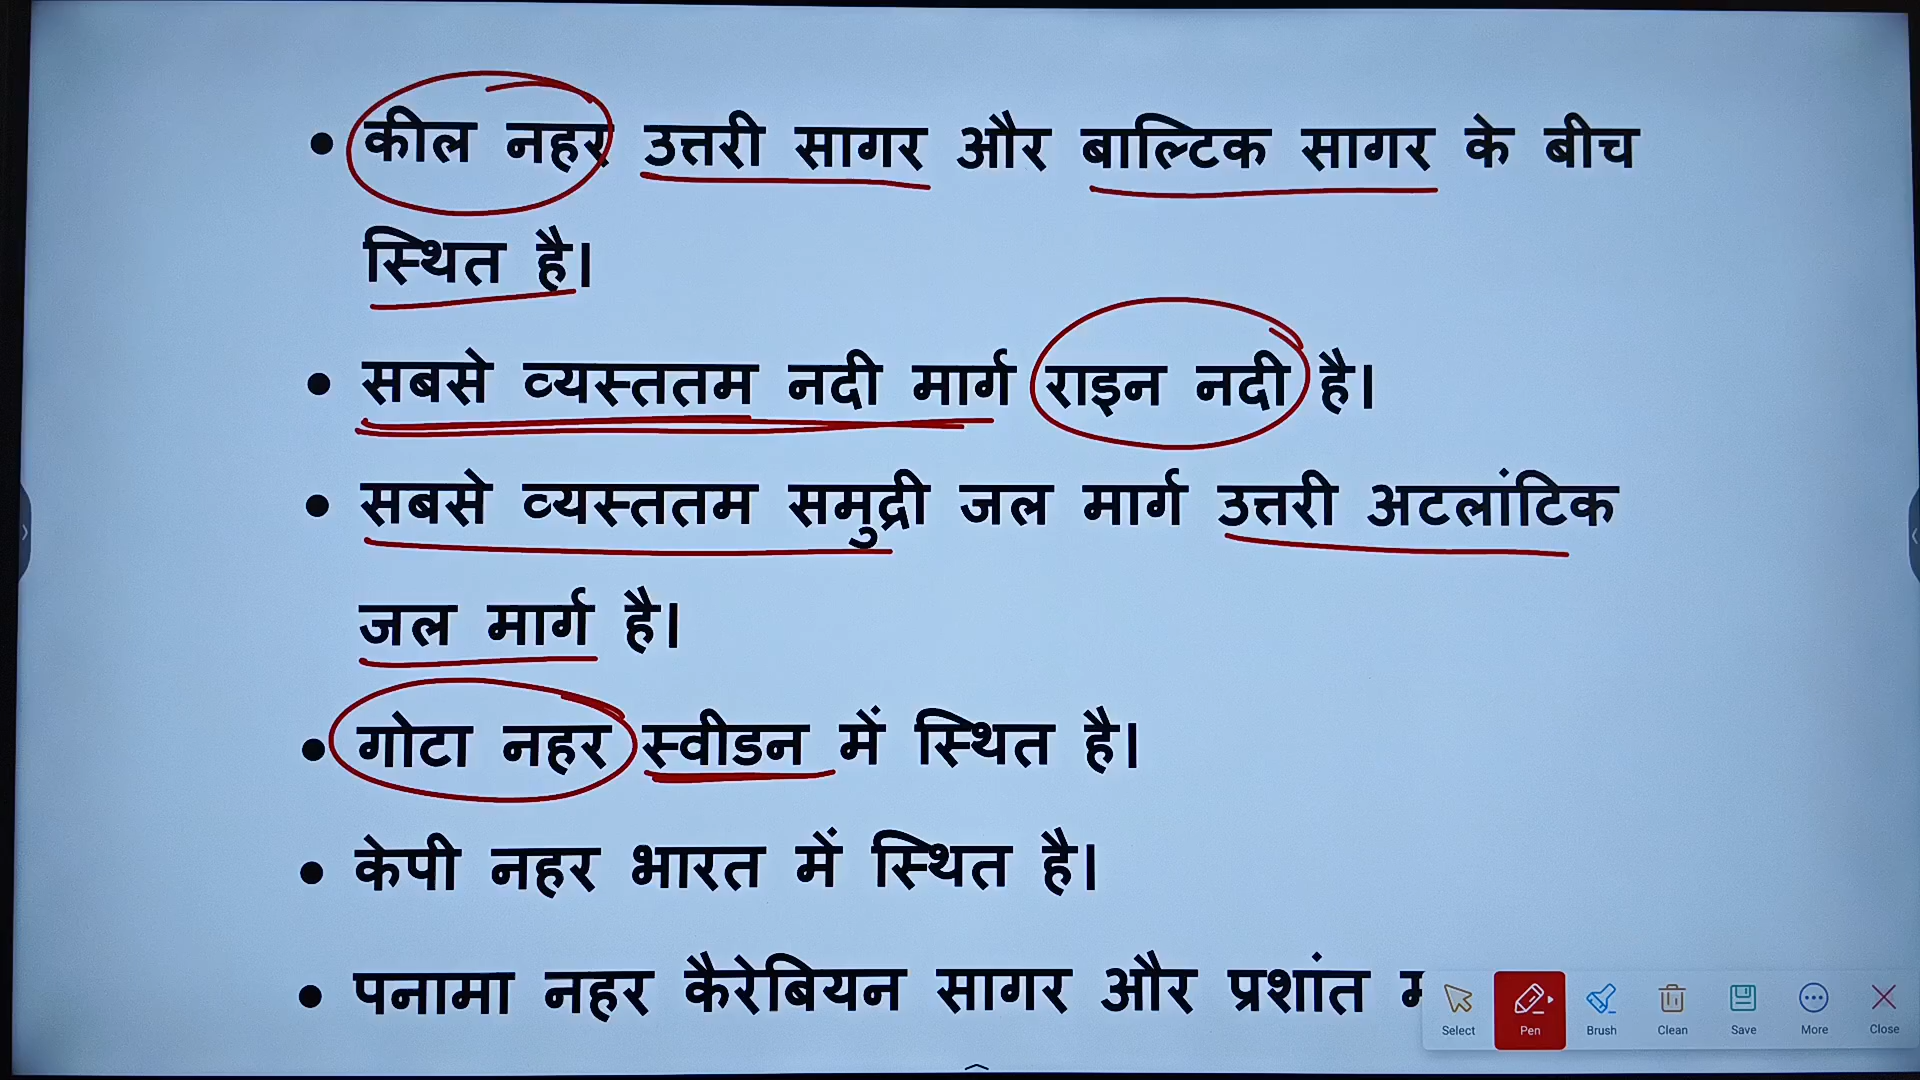 • कील नहर उत्तरी सागर और बाल्टिक सागर के बीच
स्थित है।
• सबसे व्यस्ततम नदी मार्ग राइन नदी है।
• सबसे व्यस्ततम समुद्री जल मार्ग उत्तरी अटलांटिक
जल मार्ग है।
• गोटा नहर स्वीडन में स्थित है।
• केपी नहर भारत में स्थित है।
• पनामा नहर कैरेबियन सागर और प्रशांत
Select Pen Brush Clean Save More Close